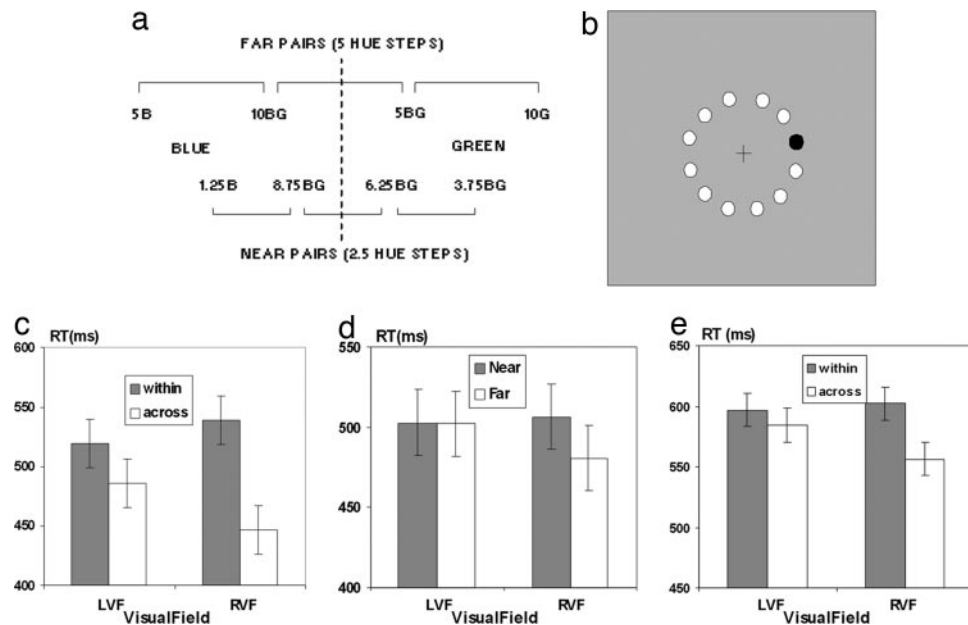 a
FAR PAIRS (5 HUE STEPS)
5B 10BG 5BG 10G
BLUE GREEN
1.25B 8.75BG 6.25BG 3.75BG
NEAR PAIRS (2.5 HUE STEPS)
b
c
RT(ms)
600
within
across
550
500
450
400
LVF RVF
VisualField
d
RT(ms)
550
Near
Far
500
450
400
LVF RVF
VisualField
e
RT (ms)
650
within
across
600
550
500
450
LVF RVF
VisualField